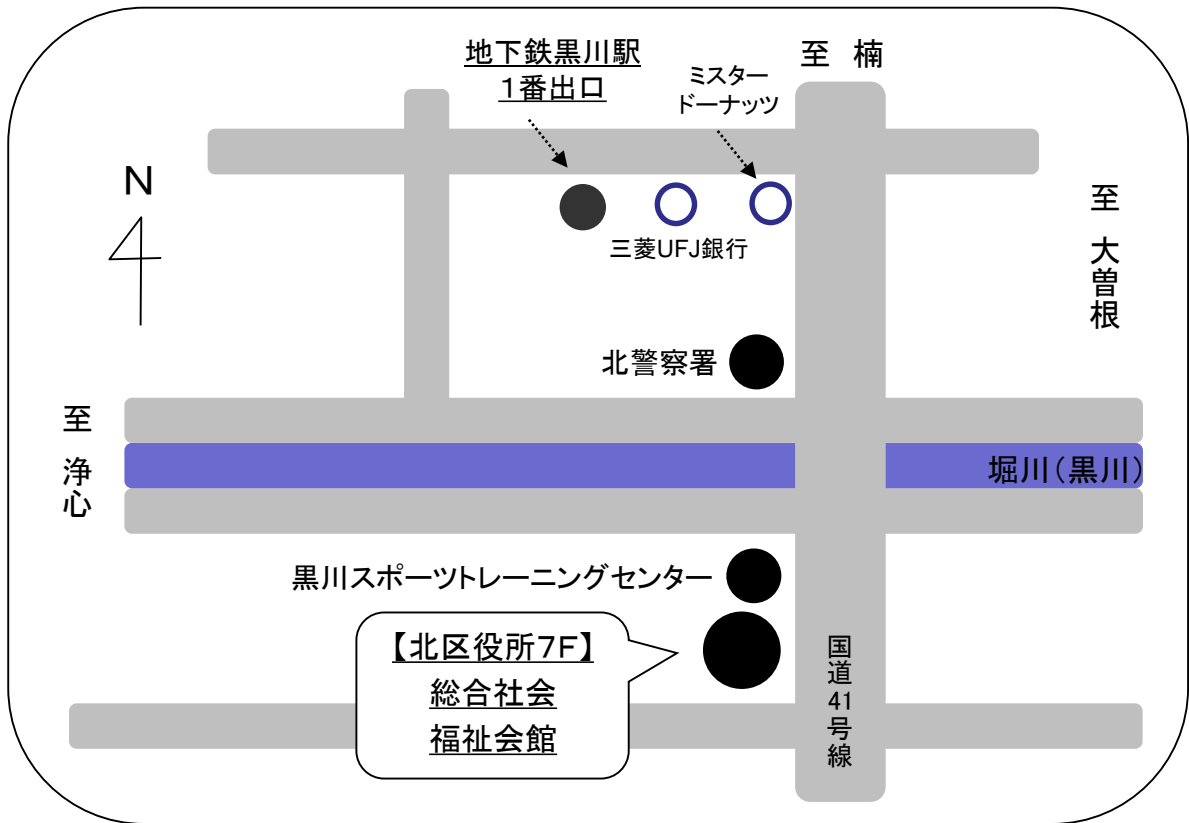 地下鉄黒川駅
1番出口
ミスター
ドーナッツ
至 楠
N
三菱UFJ銀行
至 大曽根
北警察署
至 浄心
堀川(黒川)
黒川スポーツトレーニングセンター
【北区役所7F】
総合社会
福祉会館
国道41号線